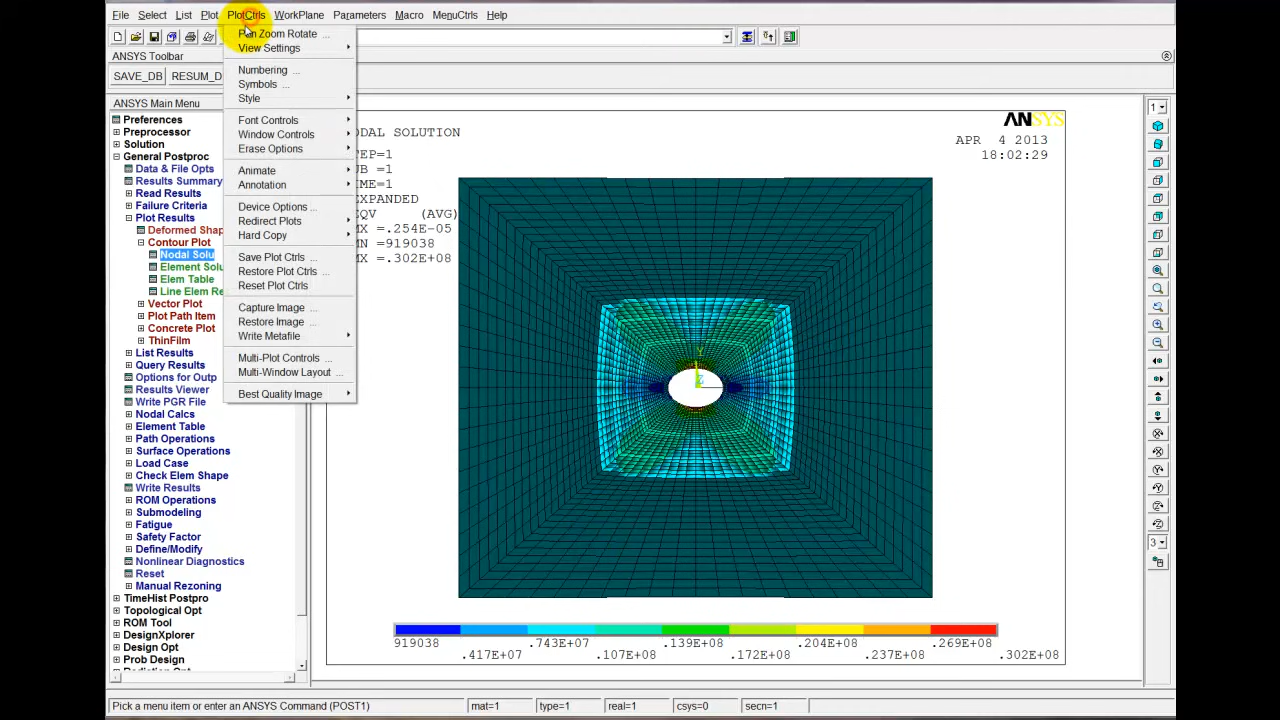 File Select List Plot PlotCtrls WorkPlane Parameters Macro MenuCtrls Help
ANSYS Toolbar
SAVE_DB RESUM_D
ANSYS Main Menu
Preferences
Preprocessor
Solution
General Postproc
Data & File Opts
Results Summary
Read Results
Failure Criteria
Plot Results
Deformed Shap
Contour Plot
Nodal Solu
Element Solu
Elem Table
Line Elem Re
Vector Plot
Plot Path Item
Concrete Plot
ThinFilm
List Results
Query Results
Options for Outp
Results Viewer
Write PGR File
Nodal Calcs
Element Table
Path Operations
Surface Operations
Load Case
Check Elem Shape
Write Results
ROM Operations
Submodeling
Fatigue
Safety Factor
Define/Modify
Nonlinear Diagnostics
Reset
Manual Rezoning
TimeHist Postpro
Topological Opt
ROM Tool
DesignXplorer
Design Opt
Prob Design
Pan Zoom Rotate ...
View Settings
Numbering ...
Symbols ...
Style
Font Controls
Window Controls
Erase Options
Animate
Annotation
Device Options ...
Redirect Plots
Hard Copy
Save Plot Ctrls ...
Restore Plot Ctrls ...
Reset Plot Ctrls
Capture Image ...
Restore Image ...
Write Metafile
Multi-Plot Controls ...
Multi-Window Layout ...
Best Quality Image
ODAL SOLUTION
TEP=1
UB =1
IME=1
EXPANDED
EQV (AVG)
MX =.254E-05
MN =919038
MX =.302E+08
ANSYS
APR 4 2013
18:02:29
Y
Z
919038 .743E+07 .139E+08 .204E+08 .269E+08
.417E+07 .107E+08 .172E+08 .237E+08 .302E+08
1
3
Pick a menu item or enter an ANSYS Command (POST1) mat=1 type=1 real=1 csys=0 secn=1